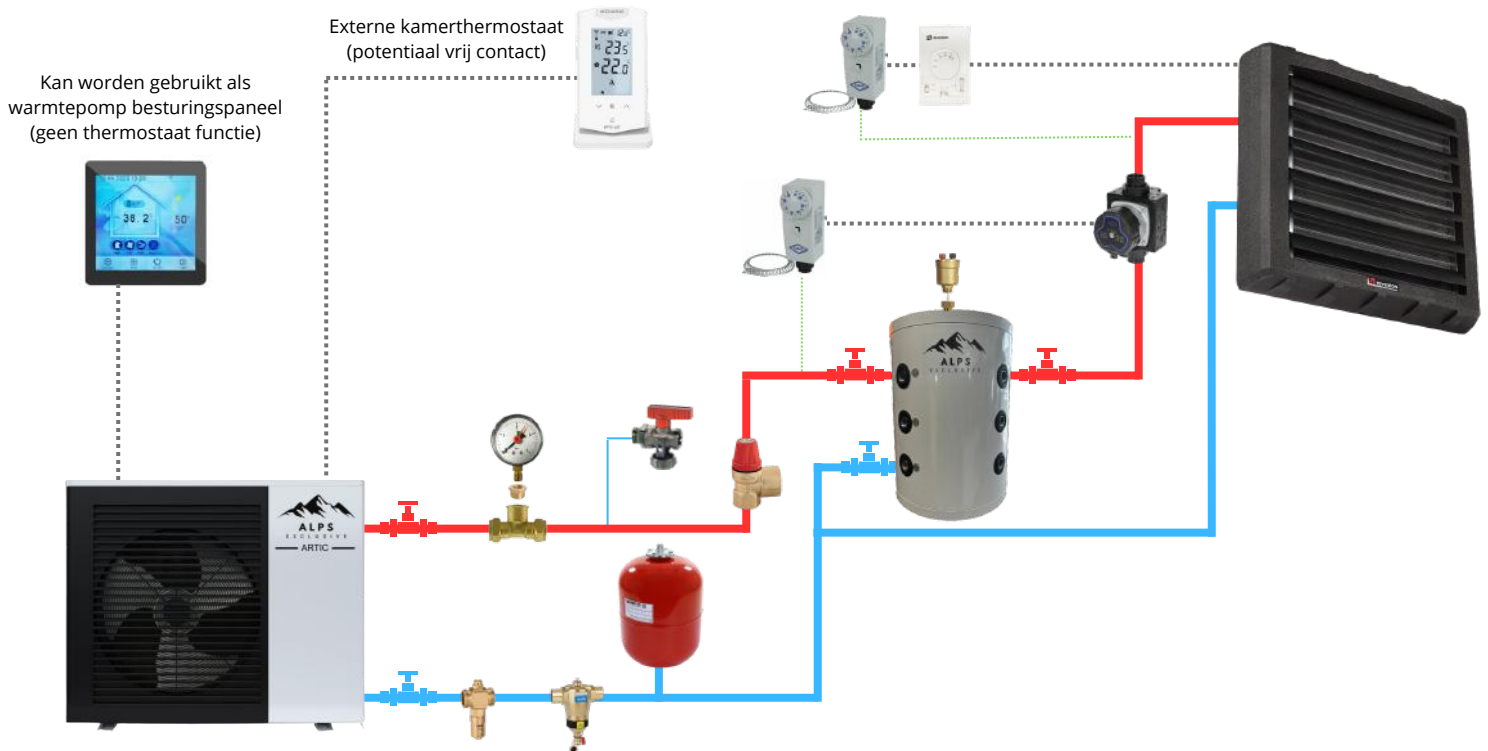 Externe kamerthermostaat
(potentiaal vrij contact)
Kan worden gebruikt als
warmtepomp besturingspaneel
(geen thermostaat functie)
23.5
22.0
36.2
50
ALPS
EXCLUSIVE
ALPS
EXCLUSIVE
ARTIC